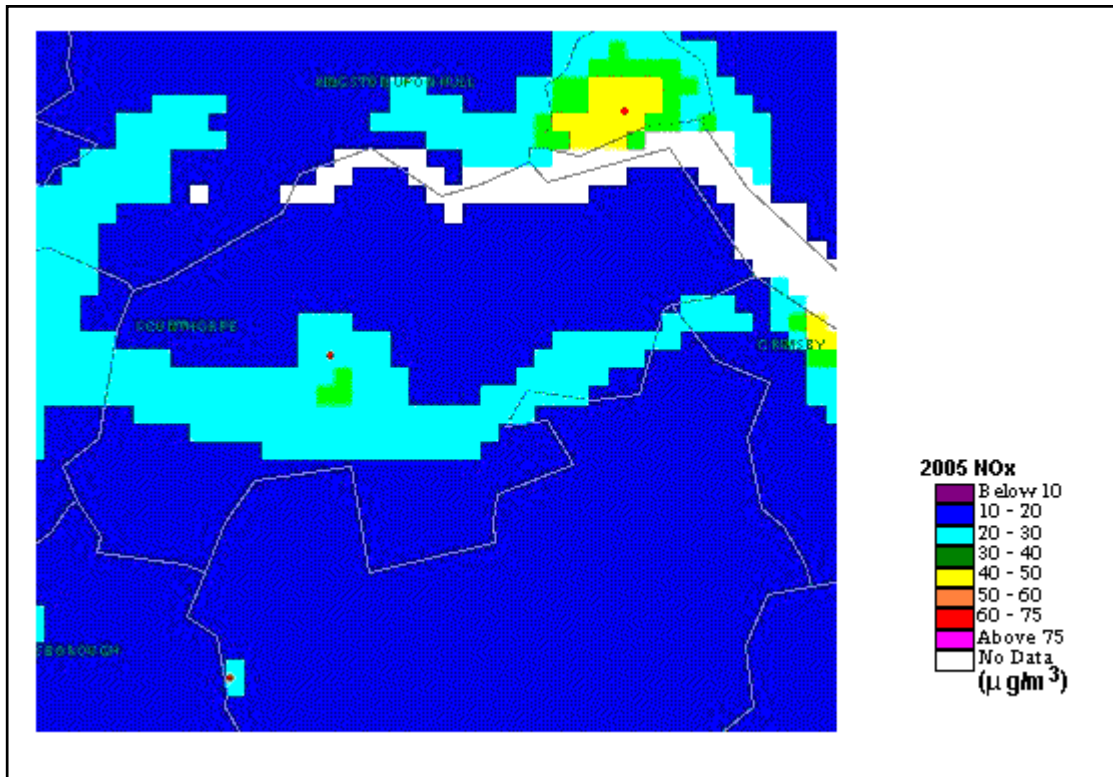 KINGSTON UPON HULL
SCUNTHORPE
GRIMSBY
2005 NOx
Below 10
10 - 20
20 - 30
30 - 40
40 - 50
50 - 60
60 - 75
Above 75
No Data
(µg/m³)